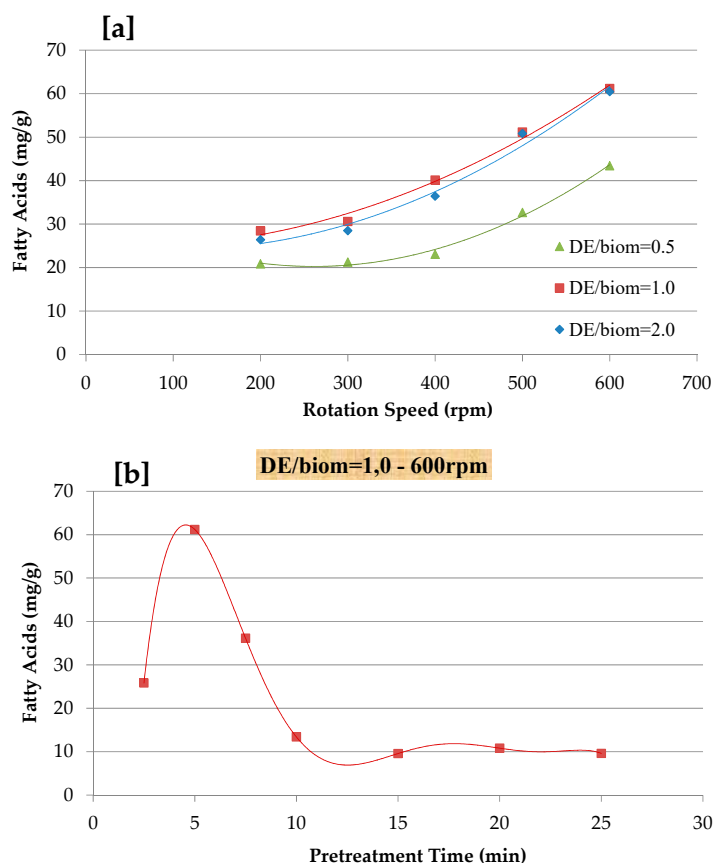 [a]
70
60
50
40
30
20
10
0
Fatty Acids (mg/g)
DE/biom=0.5
DE/biom=1.0
DE/biom=2.0
0 100 200 300 400 500 600 700
Rotation Speed (rpm)
[b]
DE/biom=1,0 - 600rpm
70
60
50
40
30
20
10
0
Fatty Acids (mg/g)
0 5 10 15 20 25 30
Pretreatment Time (min)